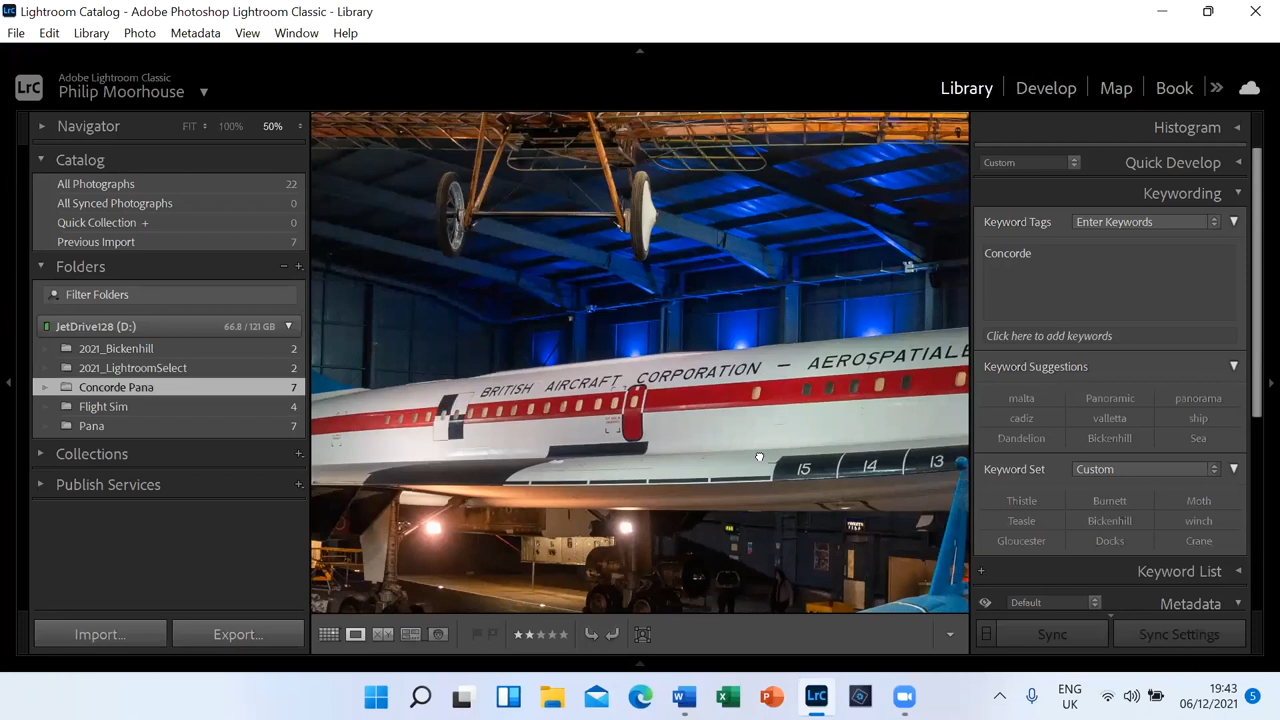 Lightroom Catalog - Adobe Photoshop Lightroom Classic - Library
File Edit Library Photo Metadata View Window Help
LrC
Adobe Lightroom Classic
Philip Moorhouse
Library Develop Map Book
Navigator FIT 100% 50%
Catalog
All Photographs 22
All Synced Photographs 0
Quick Collection + 0
Previous Import 7
Folders
Filter Folders
JetDrive128 (D:) 66.8 / 121 GB
2021_Bickenhill 2
2021_LightroomSelect 2
Concorde Pana 7
Flight Sim 4
Pana 7
Collections
Publish Services
Import... Export...
BRITISH AIRCRAFT CORPORATION — AEROSPATIALE
15 14 13
Histogram
Custom Quick Develop
Keywording
Keyword Tags Enter Keywords
Concorde
Click here to add keywords
Keyword Suggestions
malta Panoramic panorama
cadiz valletta ship
Dandelion Bickenhill Sea
Keyword Set Custom
Thistle Burnett Moth
Teasle Bickenhill winch
Gloucester Docks Crane
Keyword List
Default Metadata
Sync Sync Settings
LrC
ENG
UK
19:43
06/12/2021
5